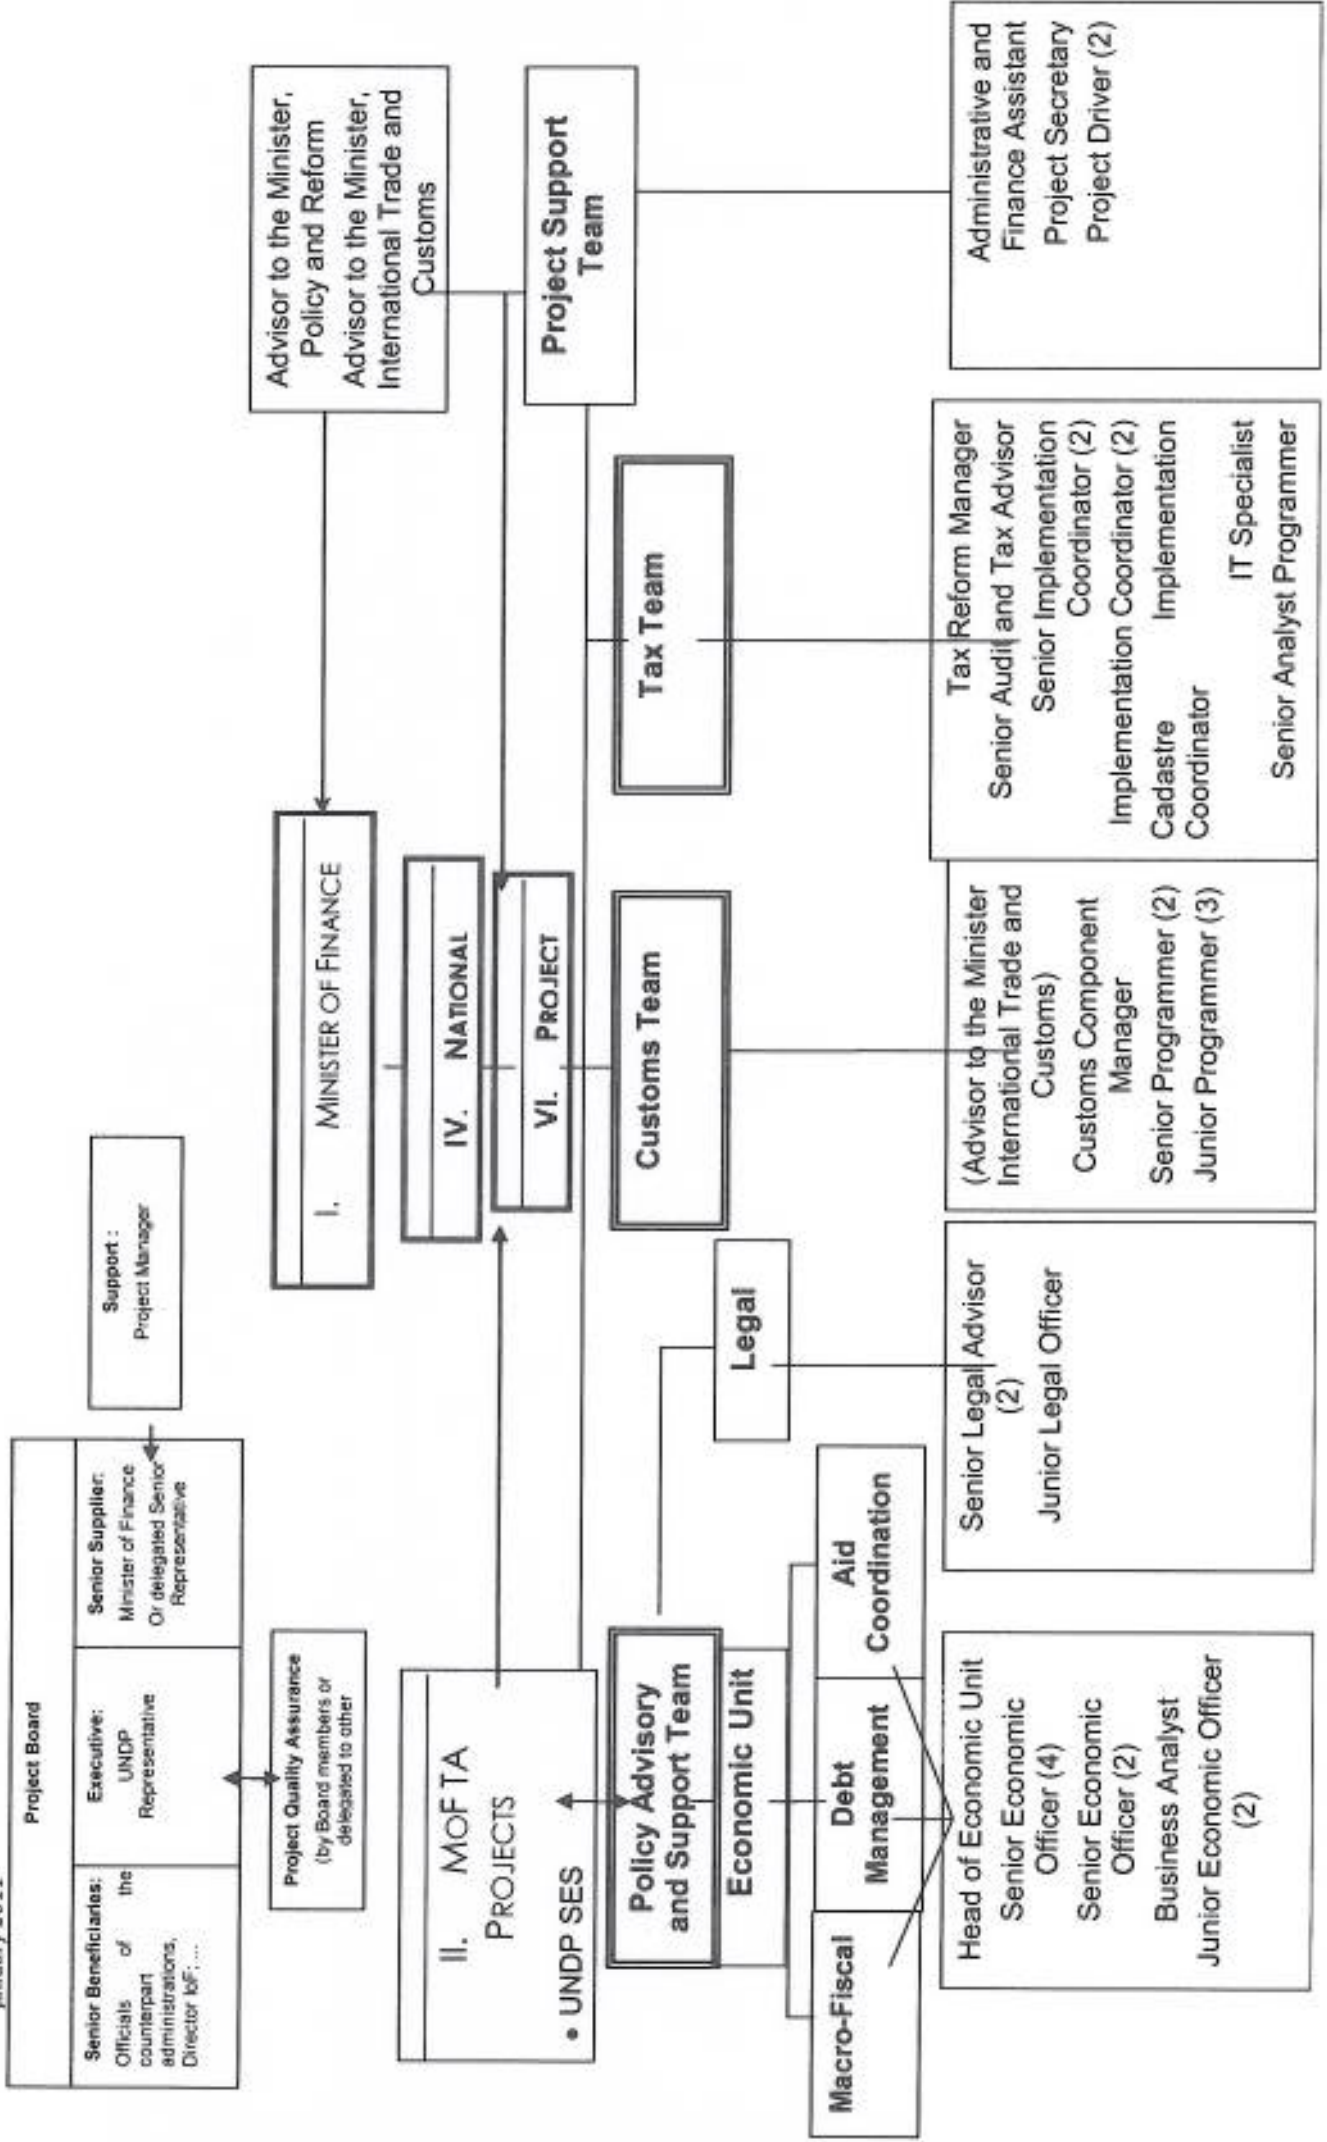 Project Board
Senior Beneficiaries:
Officials of the
counterpart
administrations,
Director IoF; ...
Executive:
UNDP
Representative
Senior Supplier:
Minister of Finance
Or delegated Senior
Representative
Support :
Project Manager
Project Quality Assurance
(by Board members or
delegated to other
I. MINISTER OF FINANCE
Advisor to the Minister,
Policy and Reform
Advisor to the Minister,
International Trade and
Customs
II. MOF TA
PROJECTS
• UNDP SES
IV. NATIONAL
VI. PROJECT
Project Support
Team
Policy Advisory
and Support Team
Economic Unit
Customs Team
Tax Team
Legal
Macro-Fiscal
Debt
Management
Aid
Coordination
Head of Economic Unit
Senior Economic
Officer (4)
Senior Economic
Officer (2)
Business Analyst
Junior Economic Officer
(2)
Senior Legal Advisor
(2)
Junior Legal Officer
(Advisor to the Minister
International Trade and
Customs)
Customs Component
Manager
Senior Programmer (2)
Junior Programmer (3)
Tax Reform Manager
Senior Audit and Tax Advisor
Senior Implementation
Coordinator (2)
Implementation Coordinator (2)
Cadastre Implementation
Coordinator
IT Specialist
Senior Analyst Programmer
Administrative and
Finance Assistant
Project Secretary
Project Driver (2)